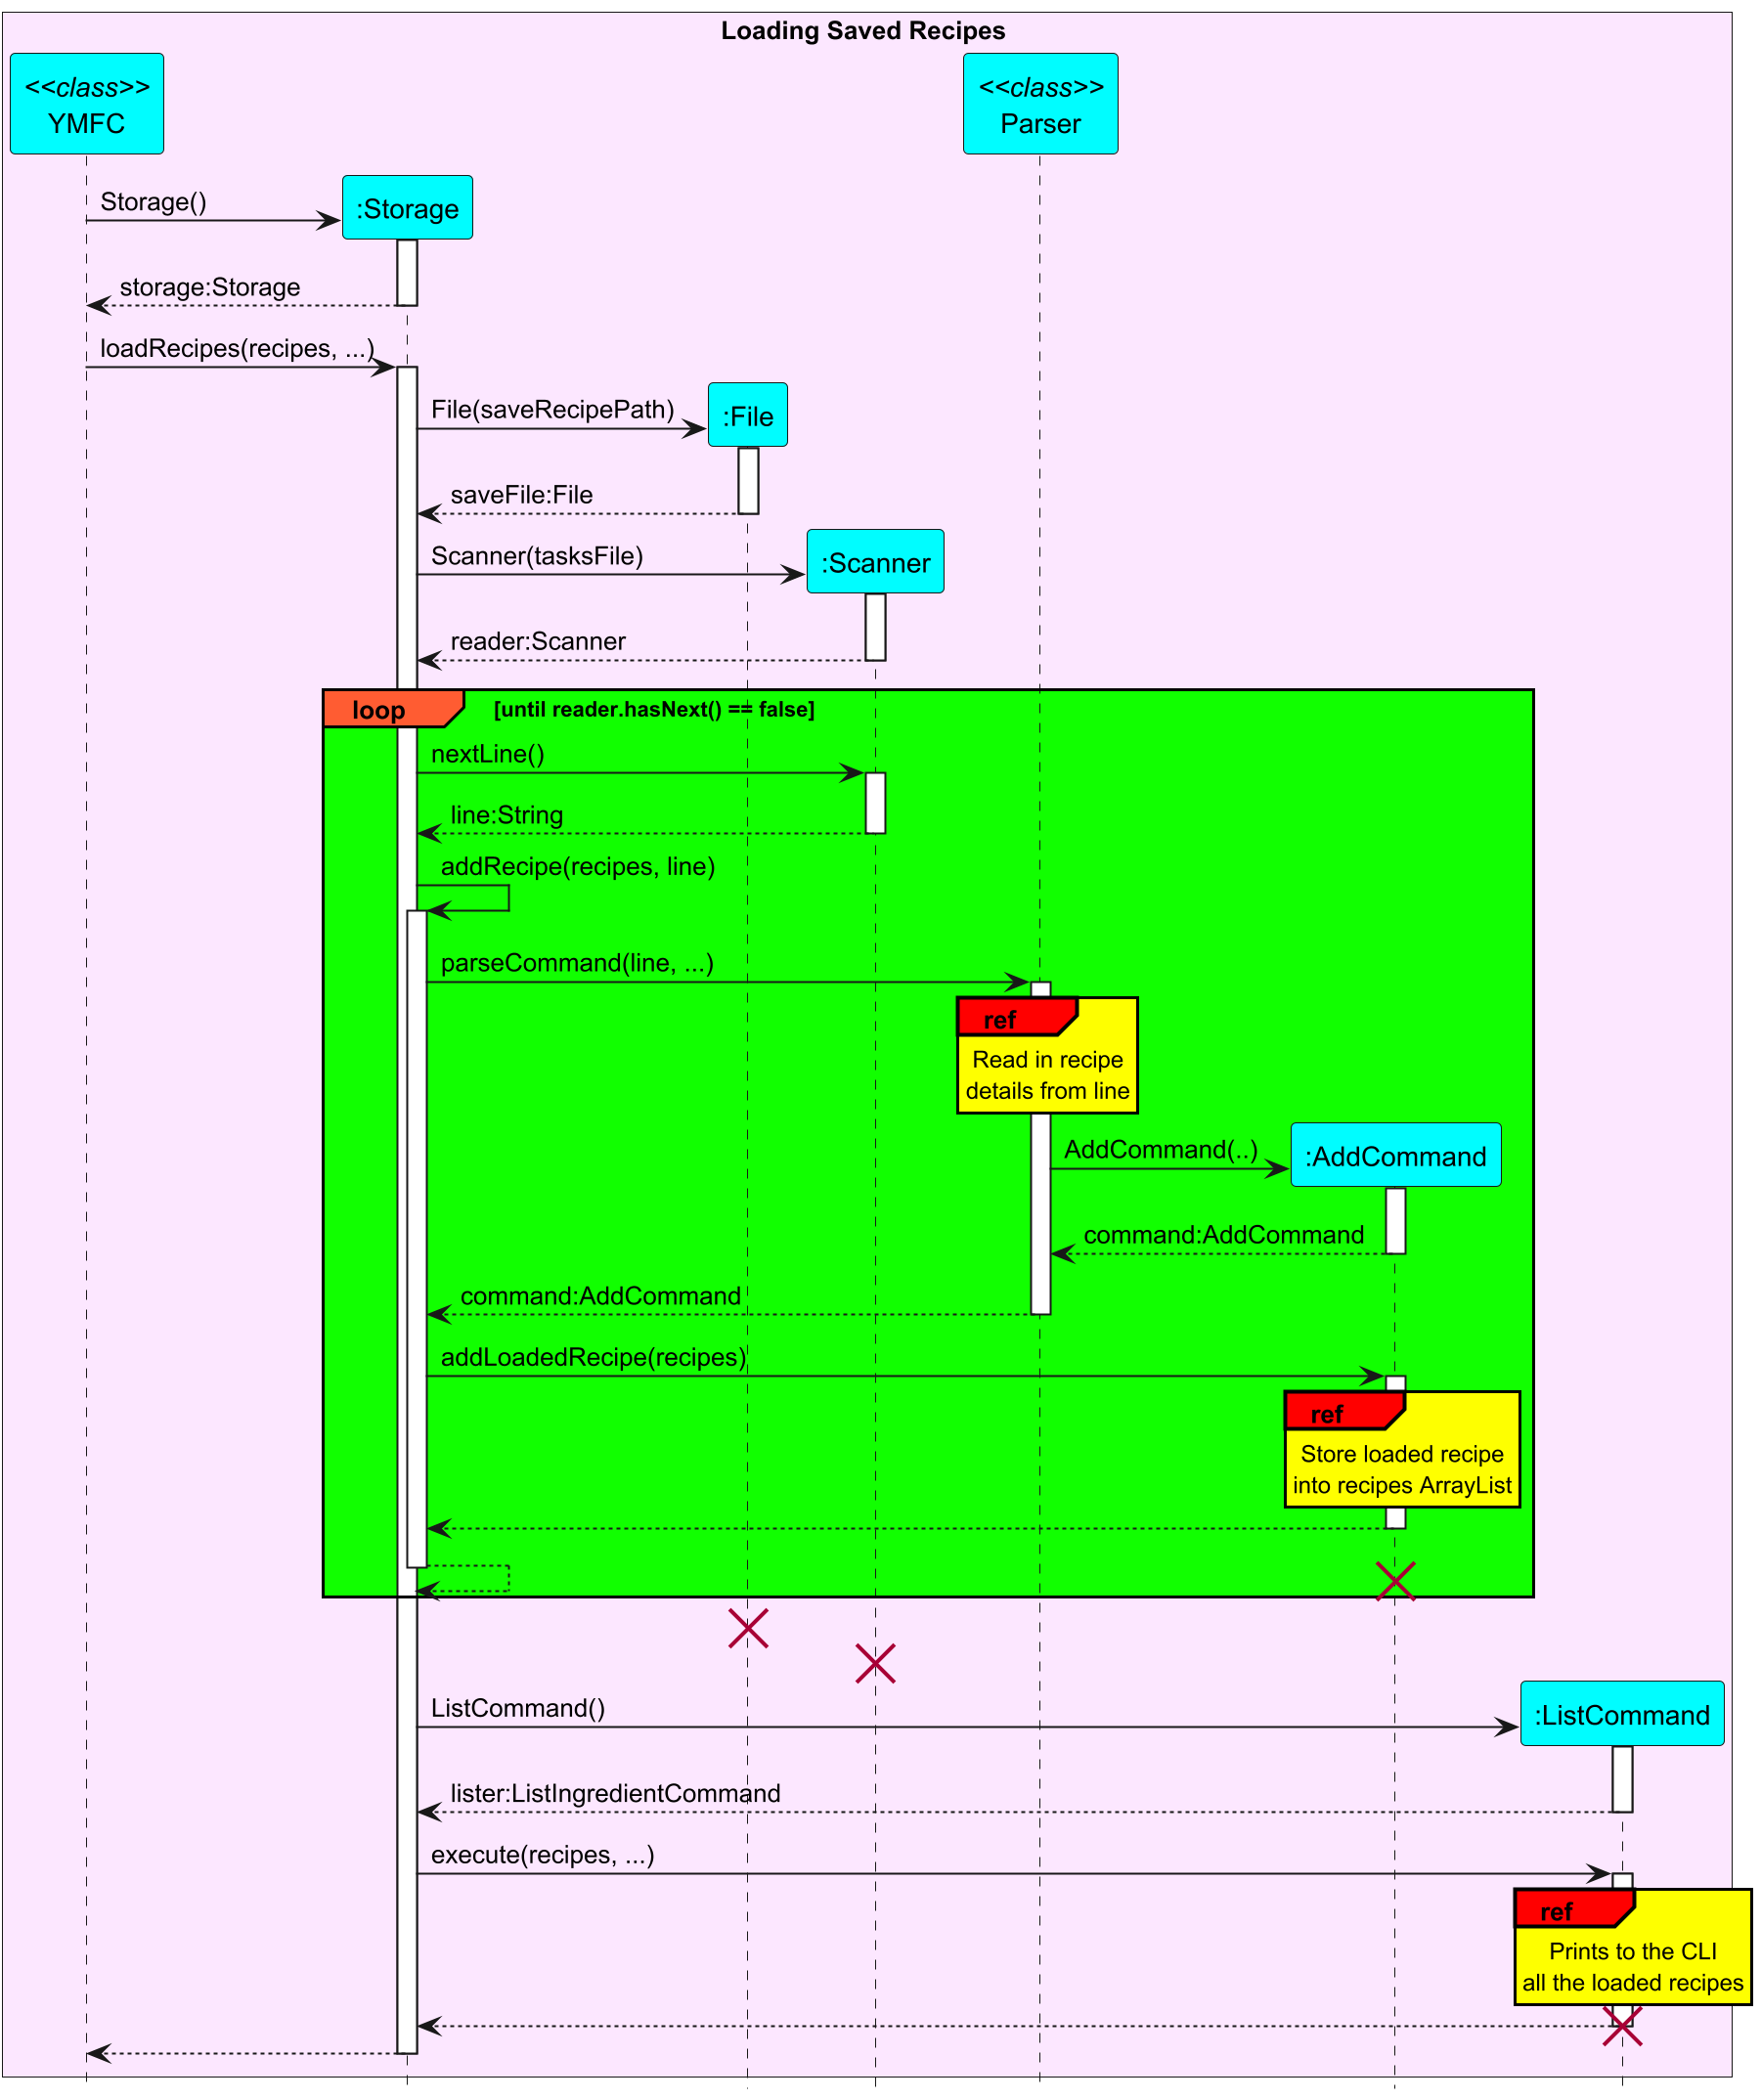 Loading Saved Recipes
<<class>>
YMFC
<<class>>
Parser
Storage()
:Storage
storage:Storage
loadRecipes(recipes, ...)
File(saveRecipePath)
:File
saveFile:File
Scanner(tasksFile)
:Scanner
reader:Scanner
loop
[until reader.hasNext() == false]
nextLine()
line:String
addRecipe(recipes, line)
parseCommand(line, ...)
ref
Read in recipe
details from line
AddCommand(..)
:AddCommand
command:AddCommand
command:AddCommand
addLoadedRecipe(recipes)
ref
Store loaded recipe
into recipes ArrayList
ListCommand()
:ListCommand
lister:ListIngredientCommand
execute(recipes, ...)
ref
Prints to the CLI
all the loaded recipes